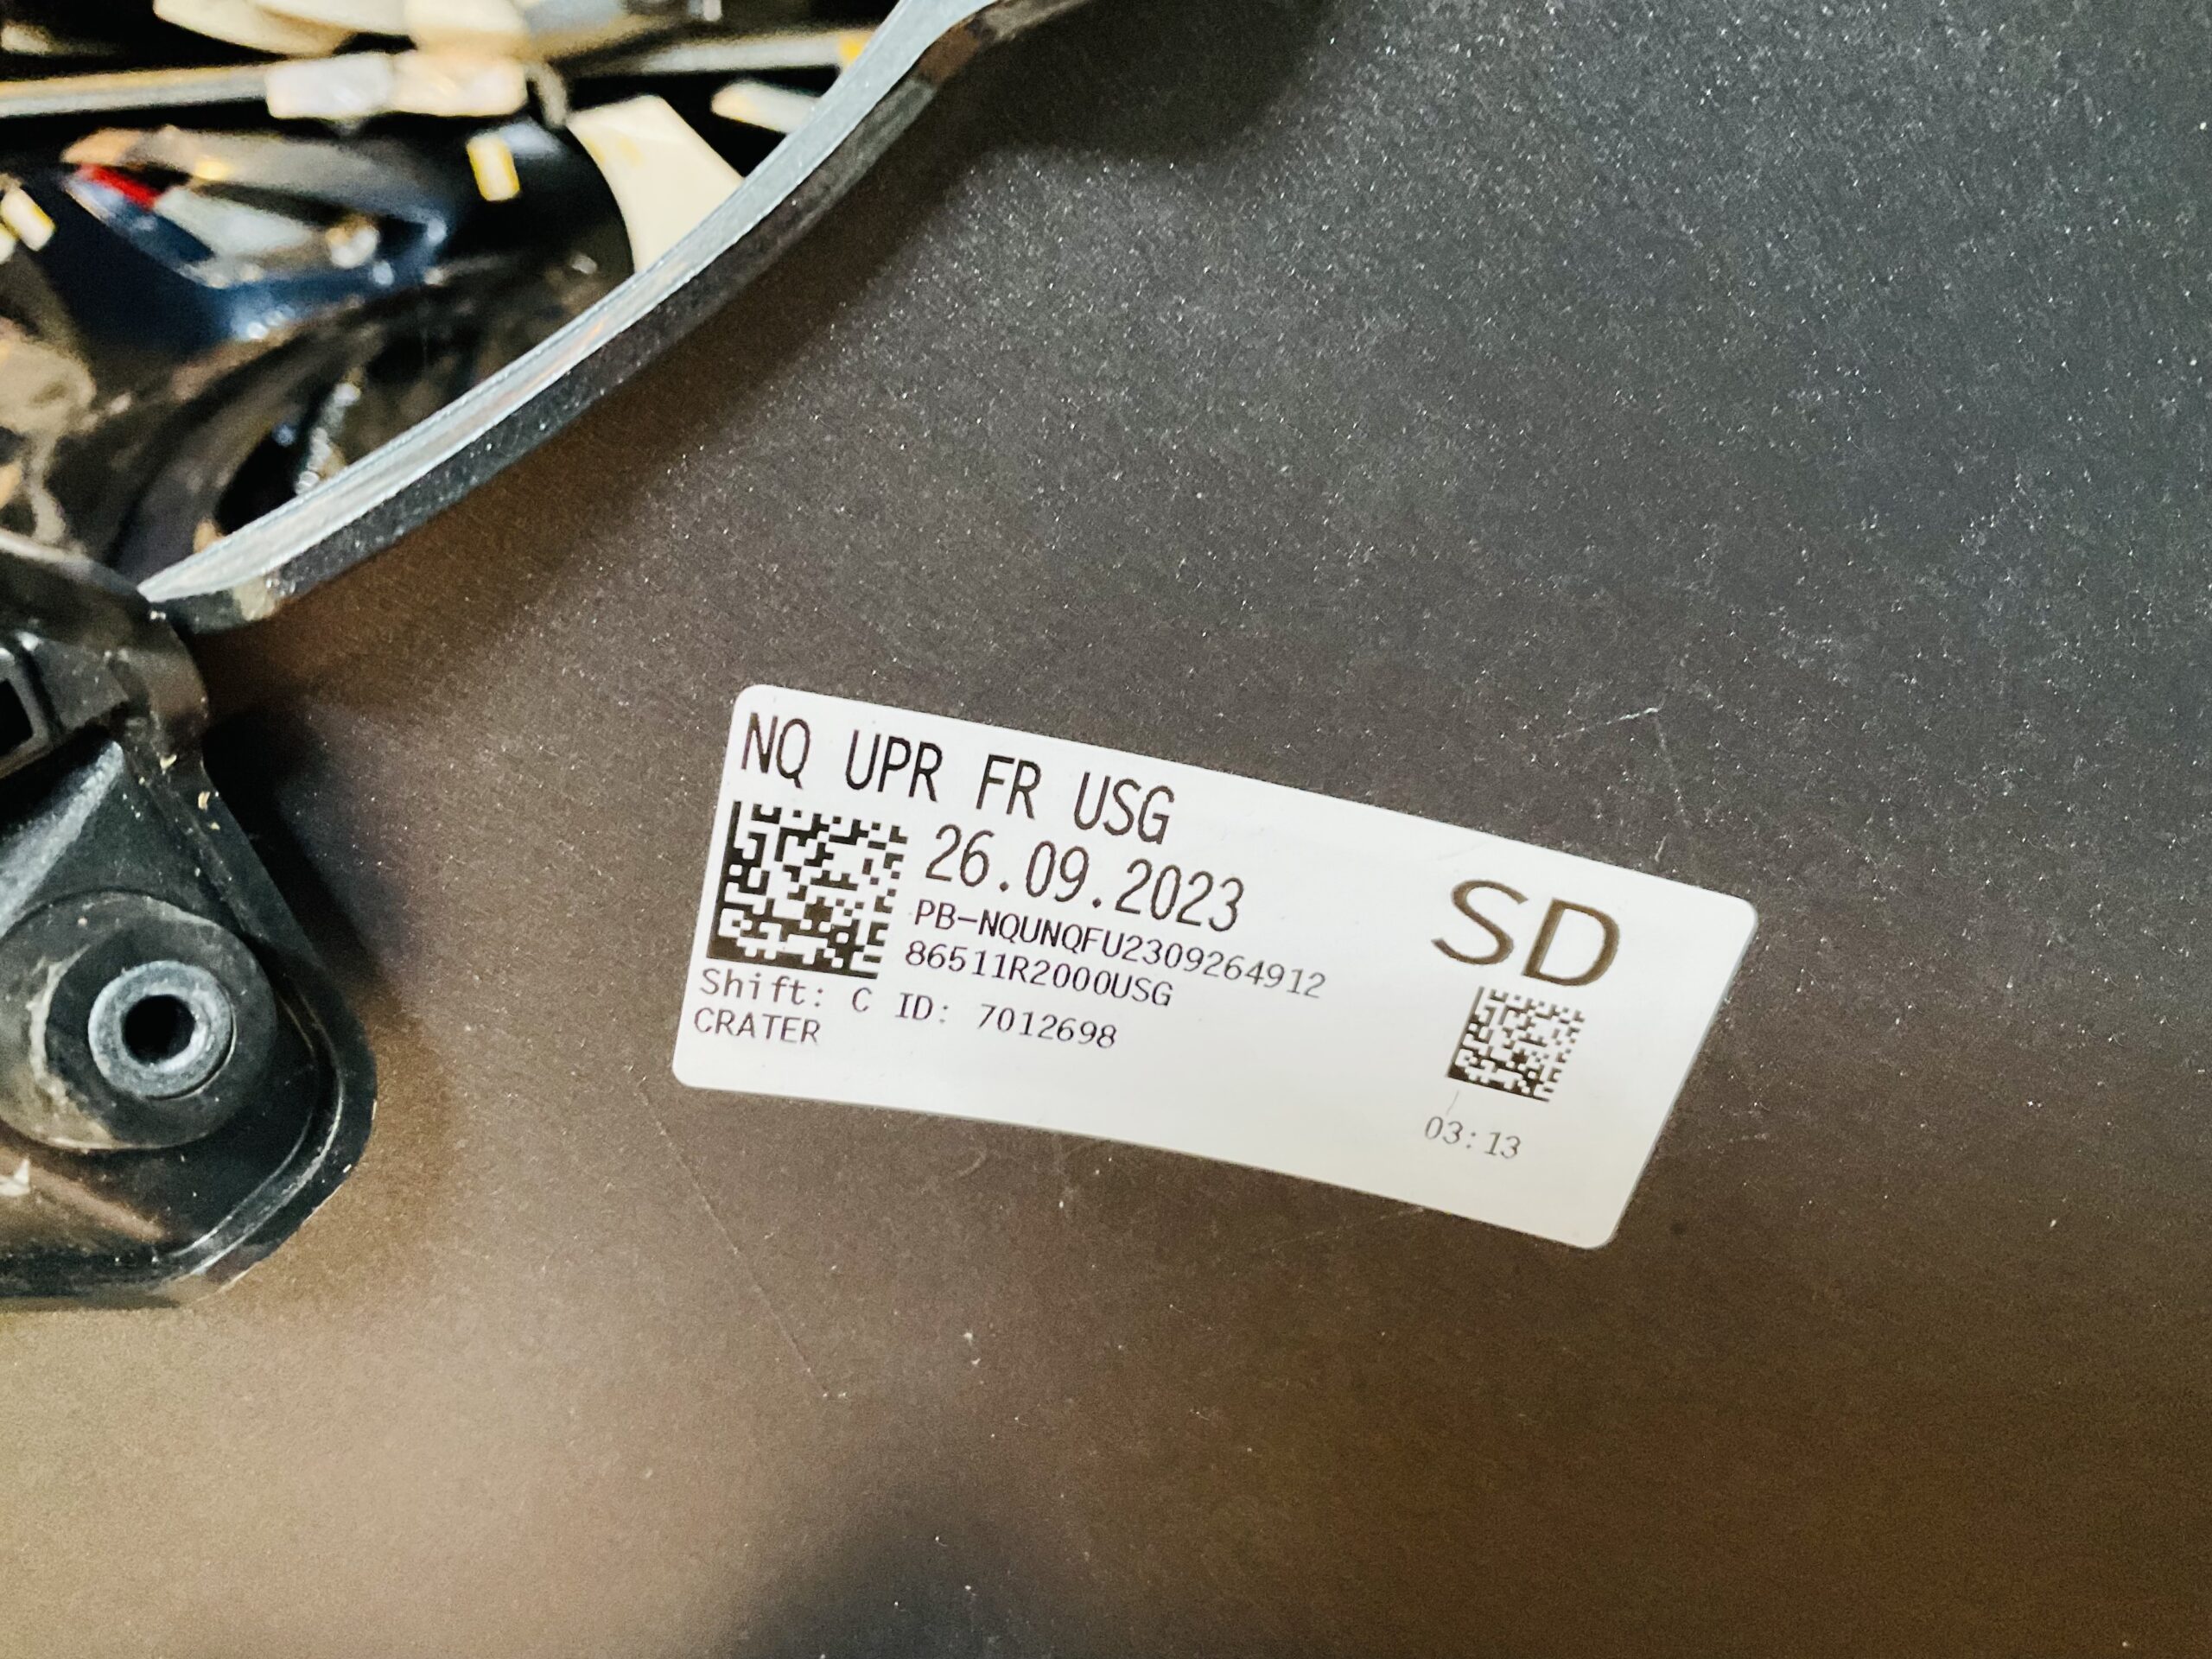 NQ UPR FR USG
26.09.2023
PB-NQUNQFU2309264912
86511R2000USG
Shift: C ID: 7012698
CRATER
SD
03:13